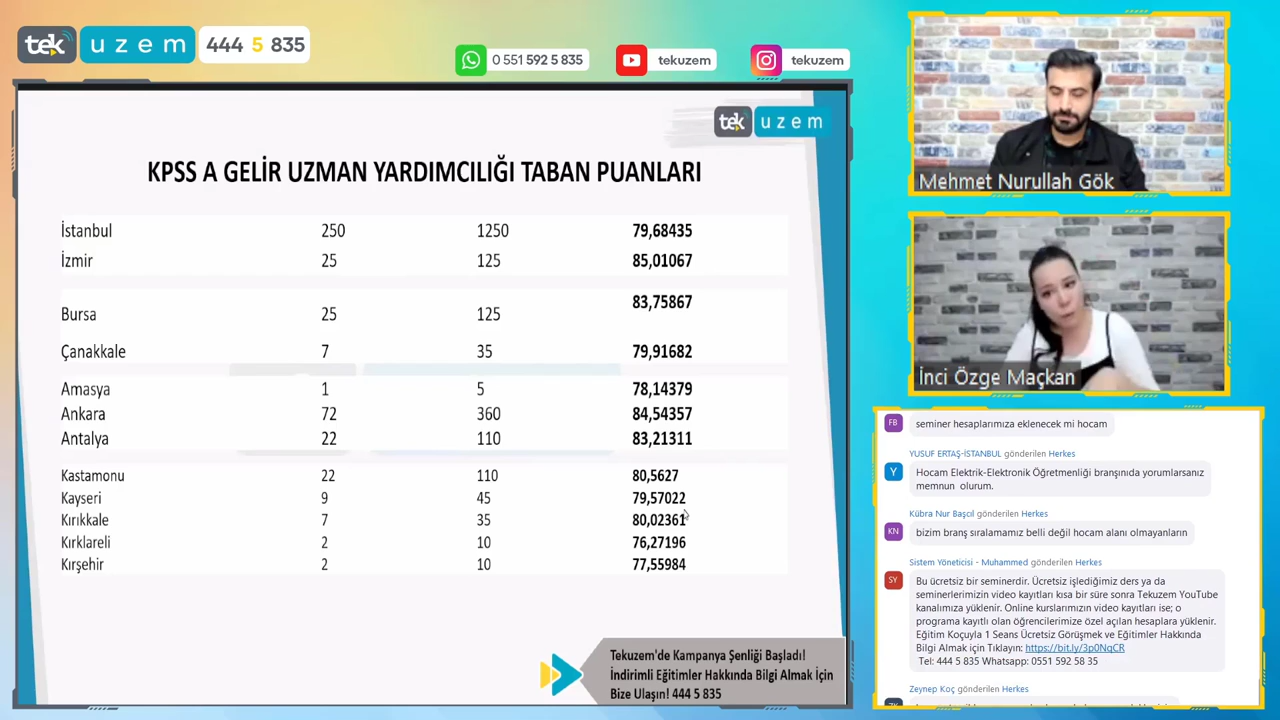 tek uzem 444 5 835
0 551 592 5 835
tekuzem
tekuzem
tek uzem
KPSS A GELİR UZMAN YARDIMCILIĞI TABAN PUANLARI
İstanbul 250 1250 79,68435
İzmir 25 125 85,01067
Bursa 25 125 83,75867
Çanakkale 7 35 79,91682
Amasya 1 5 78,14379
Ankara 72 360 84,54357
Antalya 22 110 83,21311
Kastamonu 22 110 80,5627
Kayseri 9 45 79,57022
Kırıkkale 7 35 80,02361
Kırklareli 2 10 76,27196
Kırşehir 2 10 77,55984
Tekuzem'de Kampanya Şenliği Başladı!
İndirimli Eğitimler Hakkında Bilgi Almak İçin
Bize Ulaşın! 444 5 835
Mehmet Nurullah Gök
İnci Özge Maçkan
FB seminer hesaplarımıza eklenecek mi hocam
YUSUF ERTAŞ-İSTANBUL gönderilen Herkes
Y Hocam Elektrik-Elektronik Öğretmenliği branşınıda yorumlarsanız
memnun olurum.
Kübra Nur Başcıl gönderilen Herkes
KN bizim branş sıralamamız belli değil hocam alanı olmayanların
Sistem Yöneticisi - Muhammed gönderilen Herkes
SY Bu ücretsiz bir seminerdir. Ücretsiz işlediğimiz ders ya da
seminerlerimizin video kayıtları kısa bir süre sonra Tekuzem YouTube
kanalımıza yüklenir. Online kurslarımızın video kayıtları ise; o
programa kayıtlı olan öğrencilerimize özel açılan hesaplara yüklenir.
Eğitim Koçuyla 1 Seans Ücretsiz Görüşmek ve Eğitimler Hakkında
Bilgi Almak için Tıklayın: https://bit.ly/3p0NqCR
Tel: 444 5 835 Whatsapp: 0551 592 58 35
Zeynep Koç gönderilen Herkes